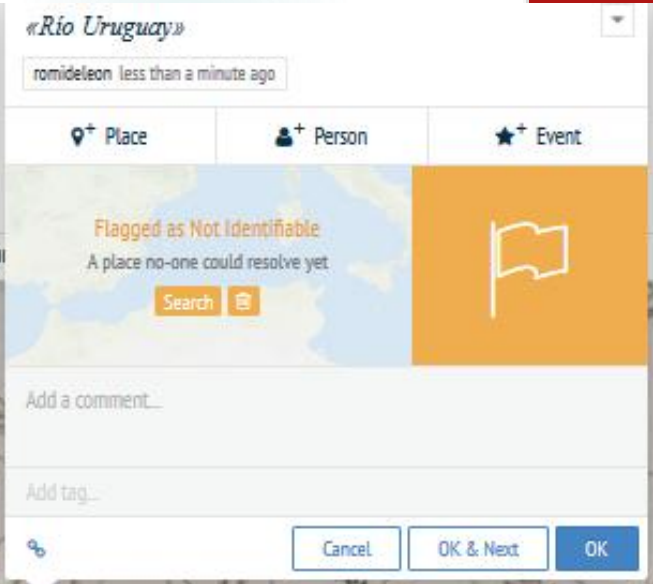 «Río Uruguay»
romideleon less than a minute ago
+ Place
+ Person
+ Event
Flagged as Not Identifiable
A place no-one could resolve yet
Search
Add a comment...
Add tag...
Cancel
OK & Next
OK